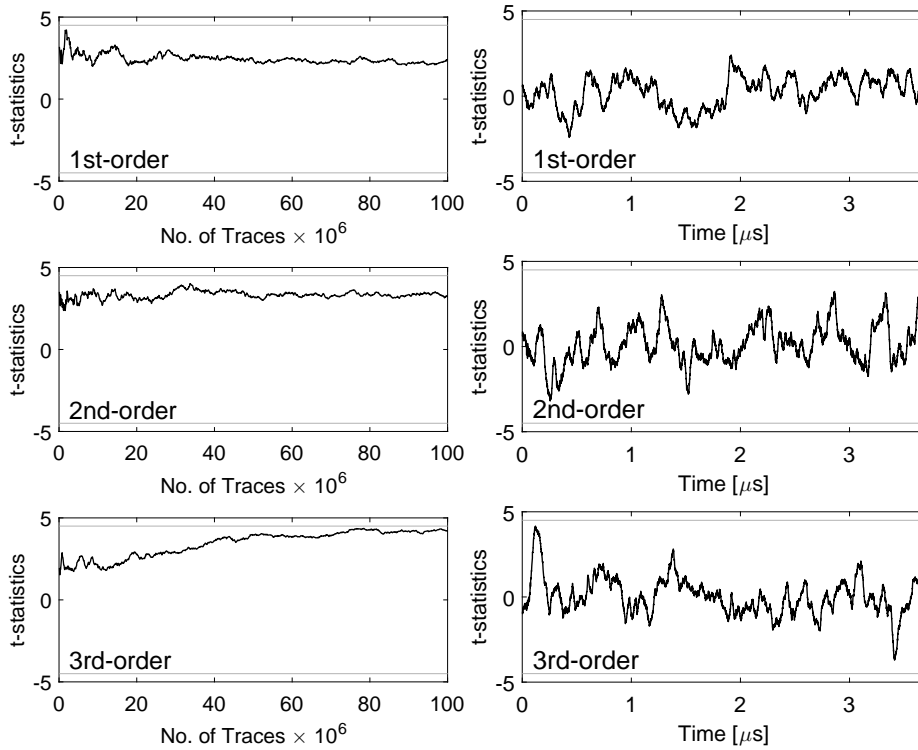 5
t-statistics
0
1st-order
-5
0 20 40 60 80 100
No. of Traces × 10^6
5
t-statistics
0
1st-order
-5
0 1 2 3
Time [μs]
5
t-statistics
0
2nd-order
-5
0 20 40 60 80 100
No. of Traces × 10^6
5
t-statistics
0
2nd-order
-5
0 1 2 3
Time [μs]
5
t-statistics
0
3rd-order
-5
0 20 40 60 80 100
No. of Traces × 10^6
5
t-statistics
0
3rd-order
-5
0 1 2 3
Time [μs]